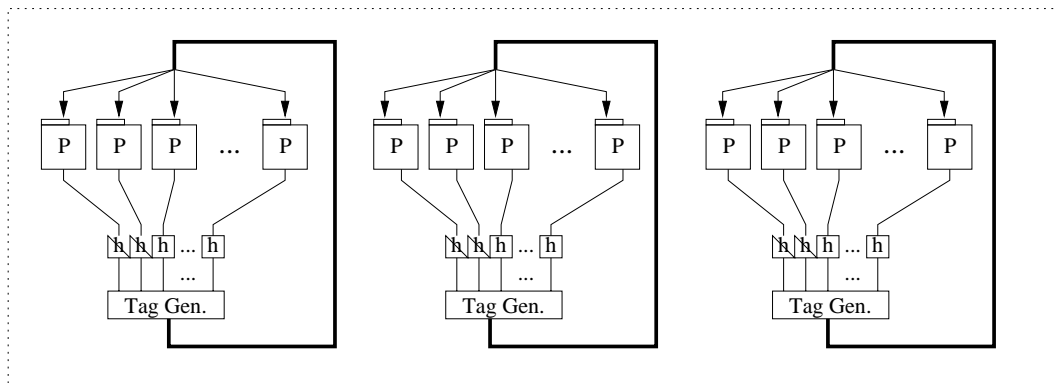 P P P ... P P P P ... P P P P ... P
h h h ... h h h h ... h h h h ... h
... ... ...
Tag Gen. Tag Gen. Tag Gen.